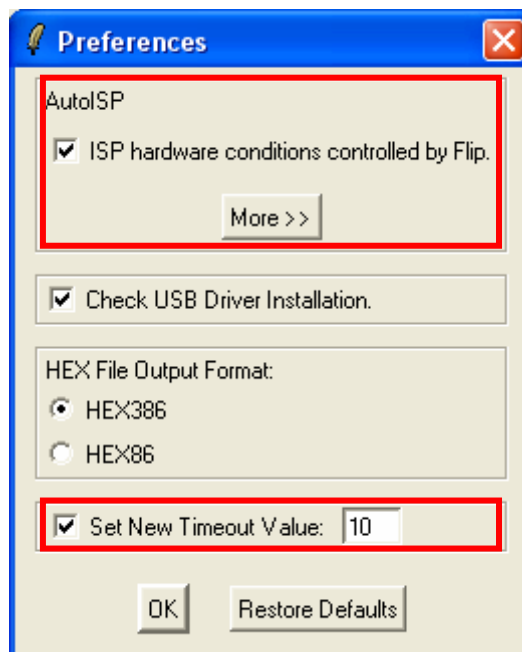 Preferences
AutoISP
ISP hardware conditions controlled by Flip.
More >>
Check USB Driver Installation.
HEX File Output Format:
HEX386
HEX86
Set New Timeout Value: 10
OK Restore Defaults